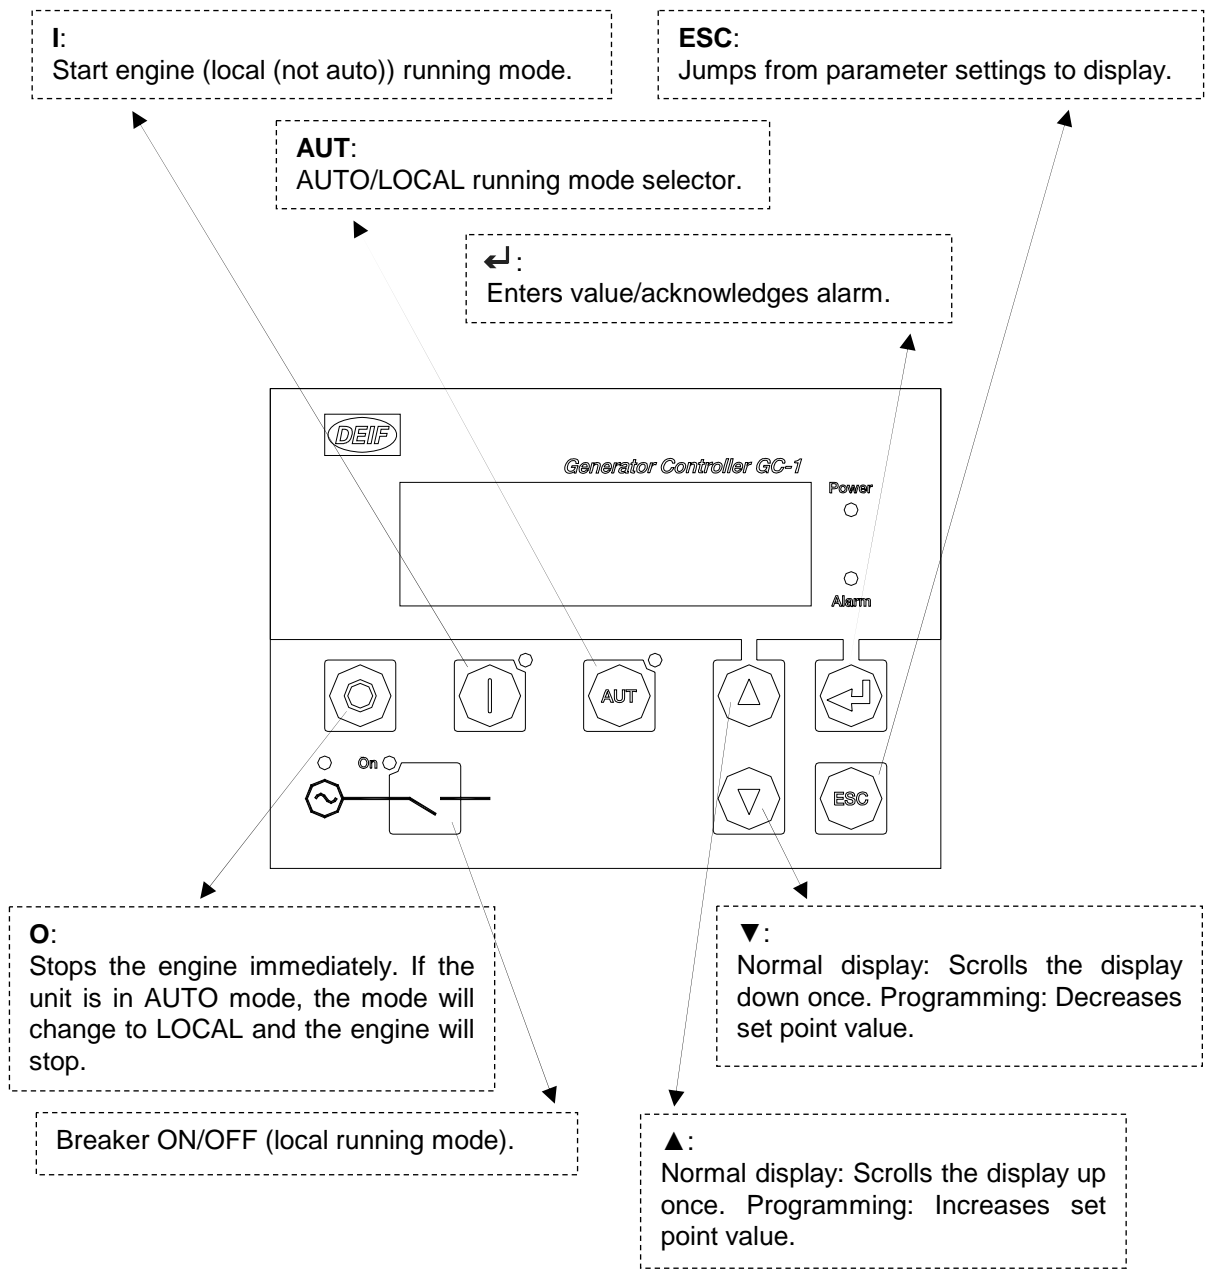 I:
Start engine (local (not auto)) running mode.
ESC:
Jumps from parameter settings to display.
AUT:
AUTO/LOCAL running mode selector.
↵:
Enters value/acknowledges alarm.
DEIF
Generator Controller GC-1
Power
Alarm
AUT
On
ESC
O:
Stops the engine immediately. If the
unit is in AUTO mode, the mode will
change to LOCAL and the engine will
stop.
▼:
Normal display: Scrolls the display
down once. Programming: Decreases
set point value.
Breaker ON/OFF (local running mode).
▲:
Normal display: Scrolls the display up
once. Programming: Increases set
point value.